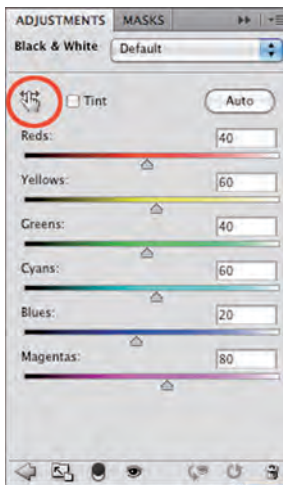 ADJUSTMENTS MASKS
Black & White Default
Tint Auto
Reds: 40
Yellows: 60
Greens: 40
Cyans: 60
Blues: 20
Magentas: 80